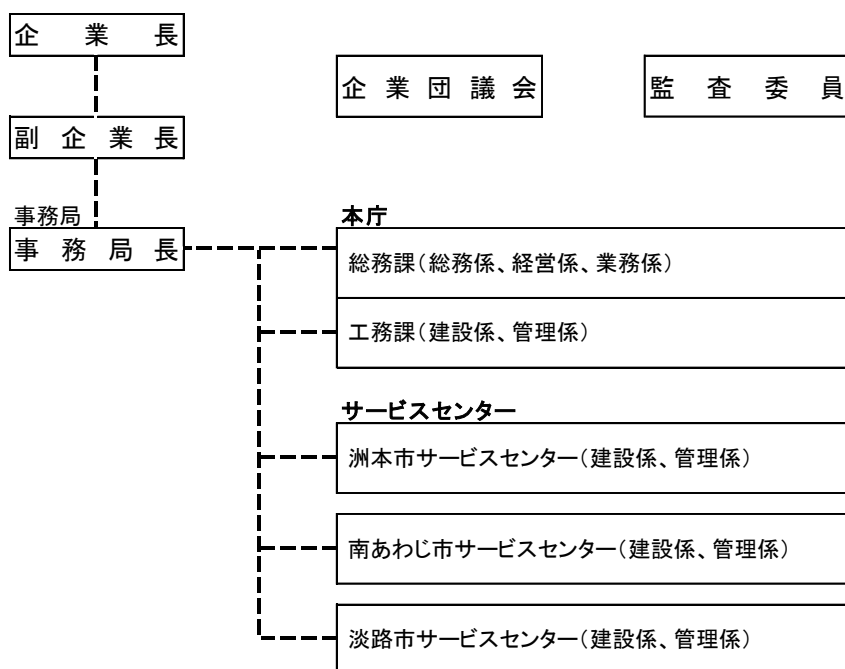 企業長
企業団議会
監査委員
副企業長
事務局
事務局長
本庁
総務課(総務係、経営係、業務係)
工務課(建設係、管理係)
サービスセンター
洲本市サービスセンター(建設係、管理係)
南あわじ市サービスセンター(建設係、管理係)
淡路市サービスセンター(建設係、管理係)